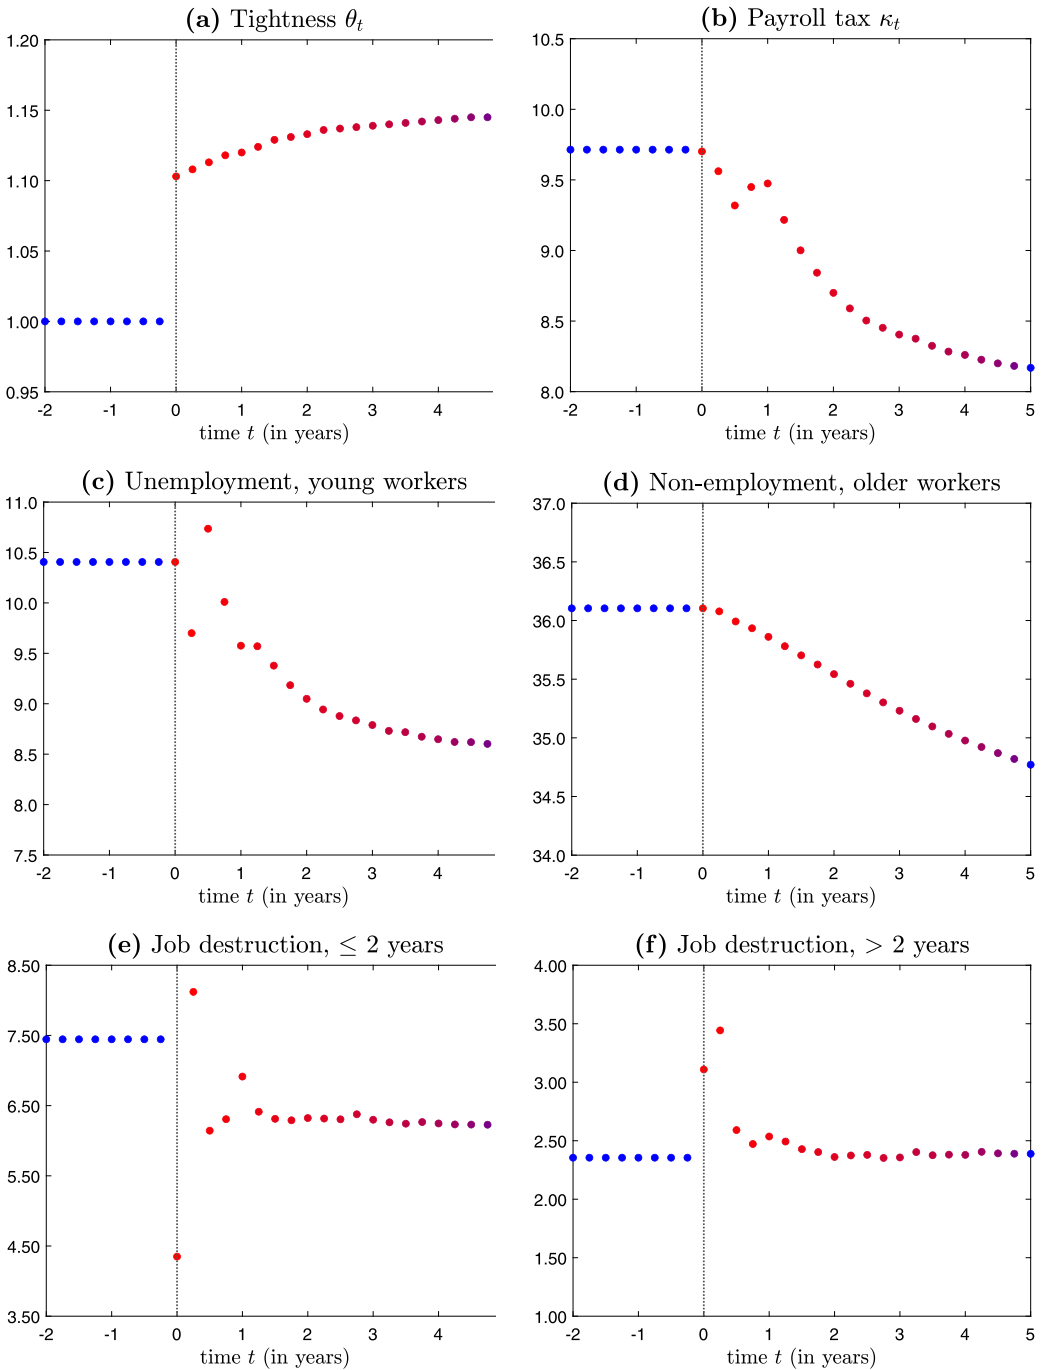 (a) Tightness θt
1.20
1.15
1.10
1.05
1.00
0.95
-2 -1 0 1 2 3 4
time t (in years)
(b) Payroll tax κt
10.5
10.0
9.5
9.0
8.5
8.0
-2 -1 0 1 2 3 4 5
time t (in years)
(c) Unemployment, young workers
11.0
10.5
10.0
9.5
9.0
8.5
8.0
7.5
-2 -1 0 1 2 3 4
time t (in years)
(d) Non-employment, older workers
37.0
36.5
36.0
35.5
35.0
34.5
34.0
-2 -1 0 1 2 3 4 5
time t (in years)
(e) Job destruction, ≤ 2 years
8.50
7.50
6.50
5.50
4.50
3.50
-2 -1 0 1 2 3 4
time t (in years)
(f) Job destruction, > 2 years
4.00
3.50
3.00
2.50
2.00
1.50
1.00
-2 -1 0 1 2 3 4 5
time t (in years)